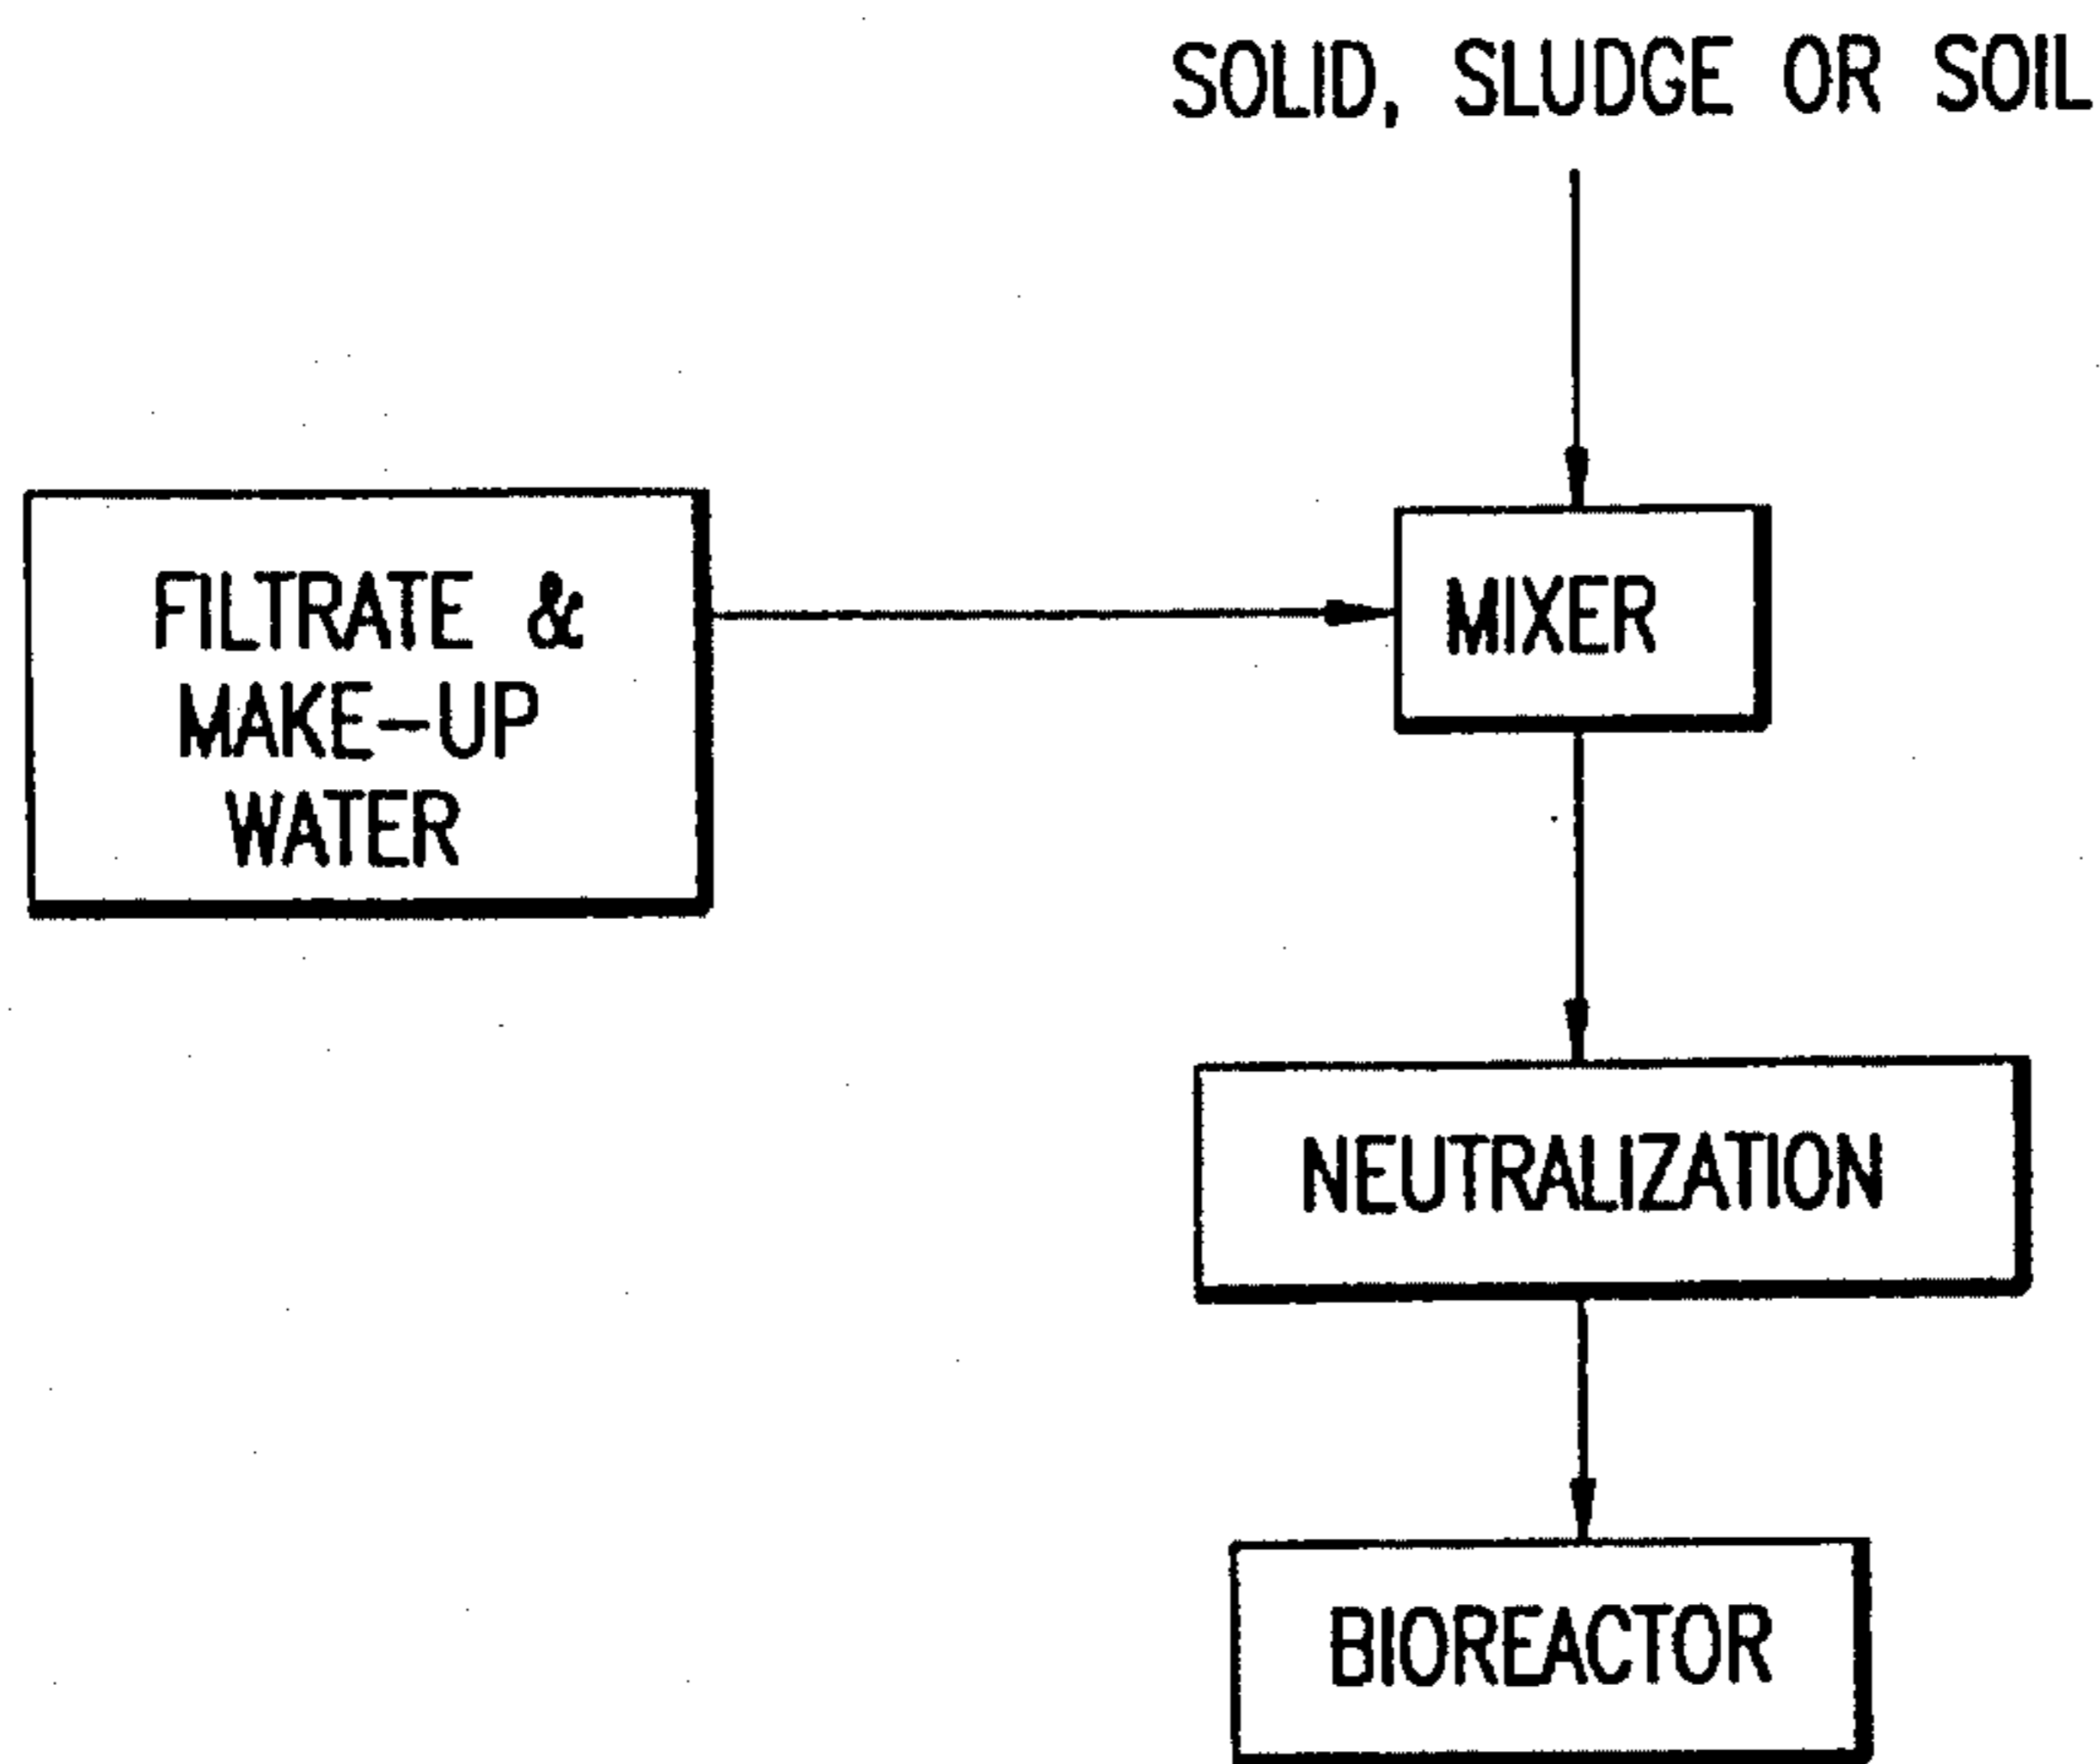 SOLID, SLUDGE OR SOIL
FILTRATE &
MAKE-UP
WATER
MIXER
NEUTRALIZATION
BIOREACTOR